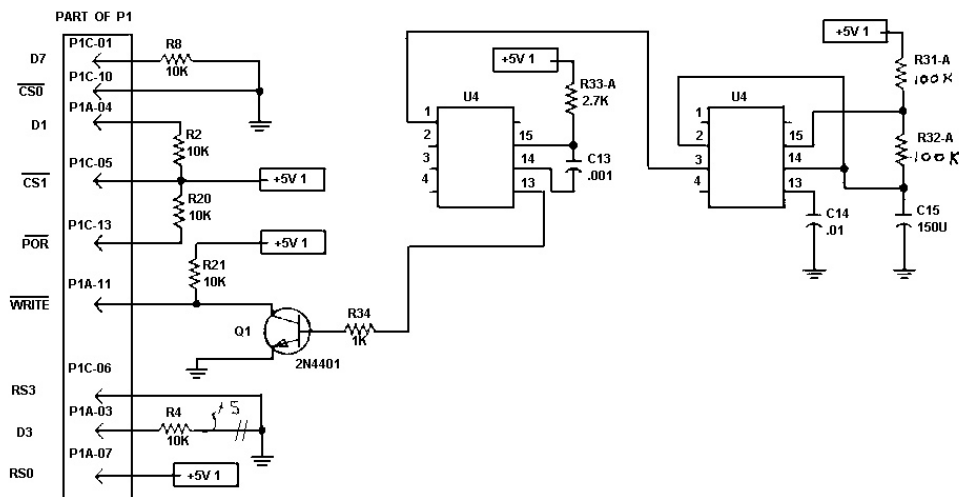 PART OF P1
P1C-01
D7
R8
10K
P1C-10
CS0
P1A-04
D1
R2
10K
P1C-05
CS1
+5V 1
R20
10K
P1C-13
POR
+5V 1
R21
10K
P1A-11
WRITE
Q1
2N4401
R34
1K
P1C-06
RS3
P1A-03
D3
R4
10K
+5
P1A-07
RS0
+5V 1
+5V 1
R33-A
2.7K
U4
1
2
3
4
15
14
13
C13
.001
+5V 1
R31-A
100K
U4
1
2
3
4
15
14
13
R32-A
100K
C14
.01
C15
150U